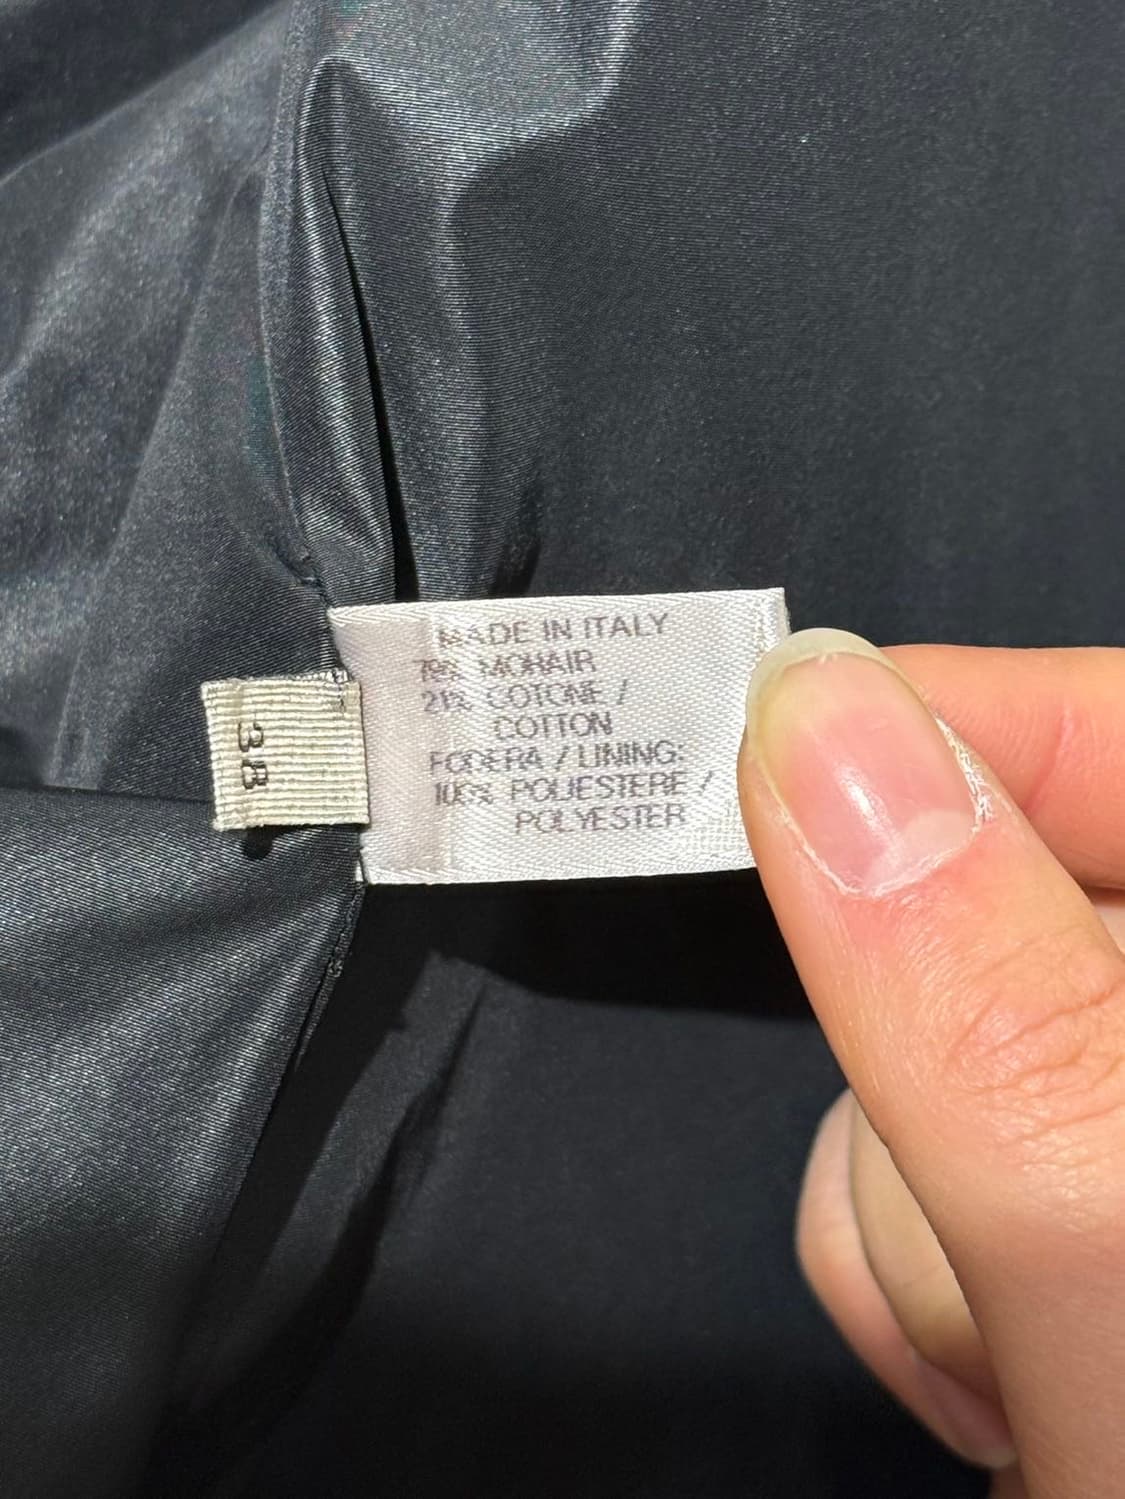 MADE IN ITALY
79% MOHAIR
21% COTONE /
COTTON
FODERA / LINING:
100% POLIESTERE /
POLYESTER
38